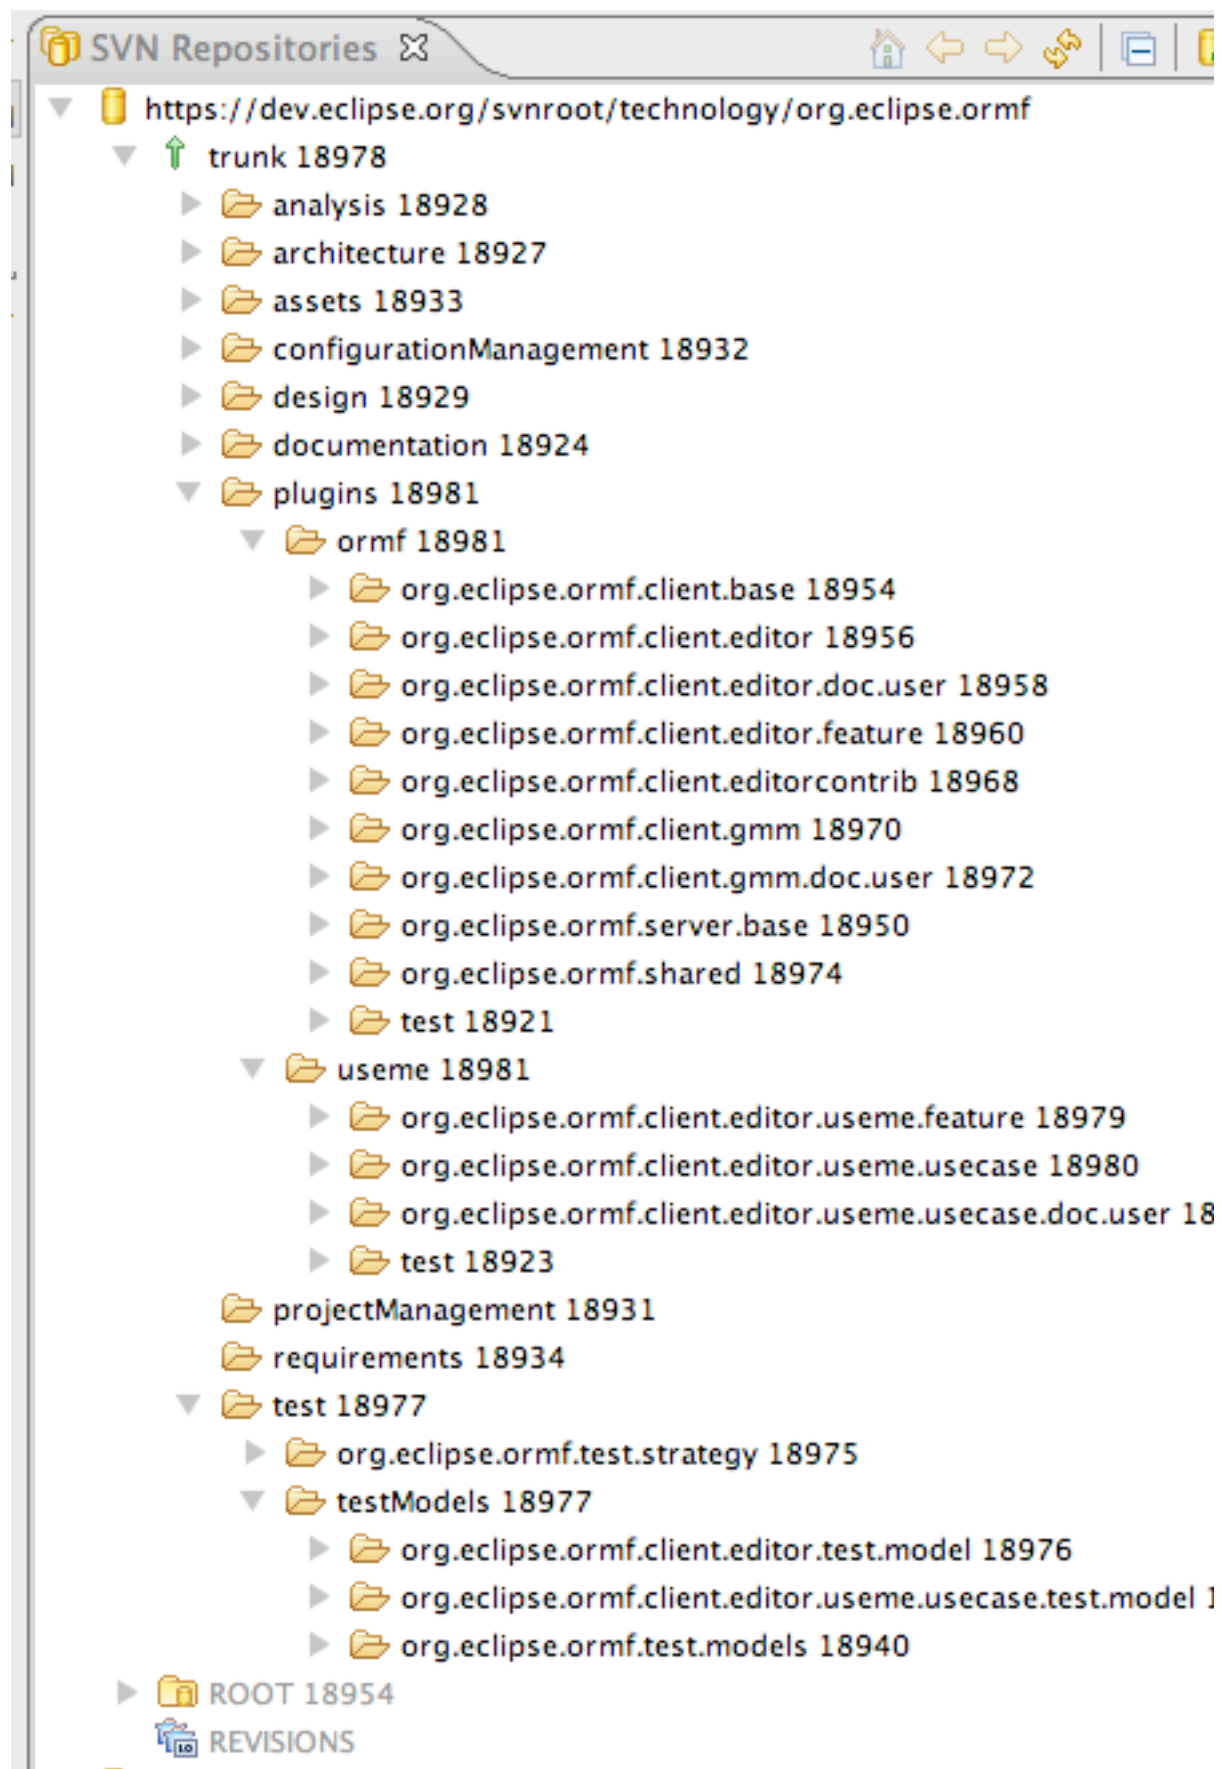 SVN Repositories
https://dev.eclipse.org/svnroot/technology/org.eclipse.ormf
trunk 18978
analysis 18928
architecture 18927
assets 18933
configurationManagement 18932
design 18929
documentation 18924
plugins 18981
ormf 18981
org.eclipse.ormf.client.base 18954
org.eclipse.ormf.client.editor 18956
org.eclipse.ormf.client.editor.doc.user 18958
org.eclipse.ormf.client.editor.feature 18960
org.eclipse.ormf.client.editorcontrib 18968
org.eclipse.ormf.client.gmm 18970
org.eclipse.ormf.client.gmm.doc.user 18972
org.eclipse.ormf.server.base 18950
org.eclipse.ormf.shared 18974
test 18921
useme 18981
org.eclipse.ormf.client.editor.useme.feature 18979
org.eclipse.ormf.client.editor.useme.usecase 18980
org.eclipse.ormf.client.editor.useme.usecase.doc.user 18
test 18923
projectManagement 18931
requirements 18934
test 18977
org.eclipse.ormf.test.strategy 18975
testModels 18977
org.eclipse.ormf.client.editor.test.model 18976
org.eclipse.ormf.client.editor.useme.usecase.test.model 1
org.eclipse.ormf.test.models 18940
ROOT 18954
REVISIONS